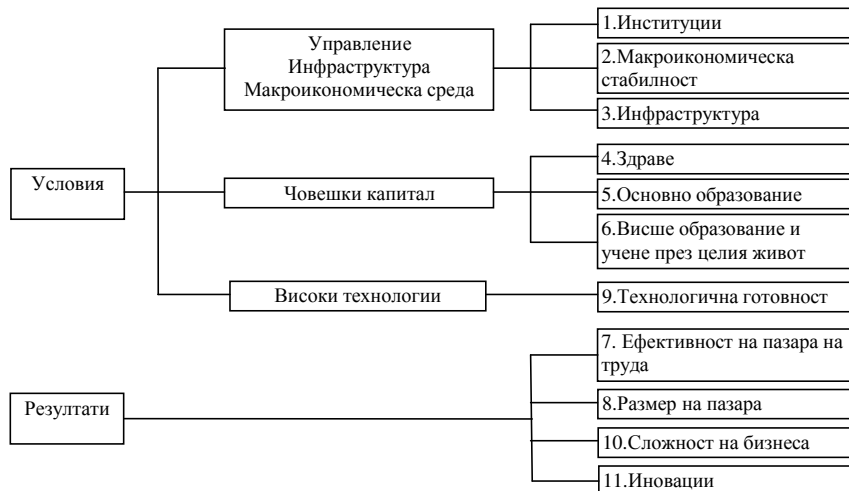 Управление
Инфраструктура
Макроикономическа среда
1.Институции
2.Макроикономическа
стабилност
3.Инфраструктура
Условия
Човешки капитал
4.Здраве
5.Основно образование
6.Висше образование и
учене през целия живот
Високи технологии
9.Технологична готовност
Резултати
7. Ефективност на пазара на
труда
8.Размер на пазара
10.Сложност на бизнеса
11.Иновации